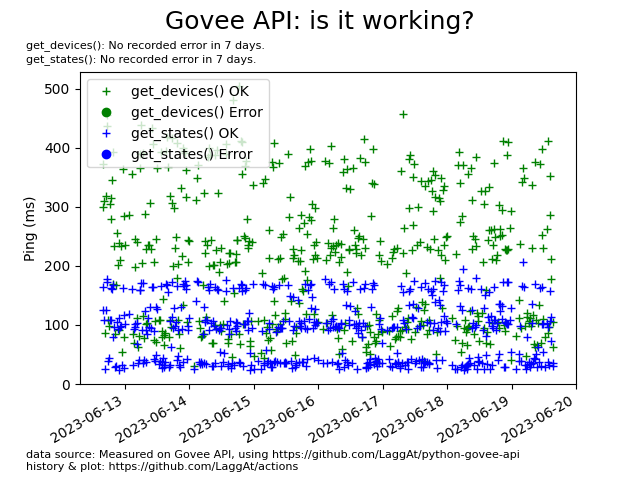 Govee API: is it working?
get_devices(): No recorded error in 7 days.
get_states(): No recorded error in 7 days.
get_devices() OK
get_devices() Error
get_states() OK
get_states() Error
Ping (ms)
500
400
300
200
100
0
2023-06-13
2023-06-14
2023-06-15
2023-06-16
2023-06-17
2023-06-18
2023-06-19
2023-06-20
data source: Measured on Govee API, using https://github.com/LaggAt/python-govee-api
history & plot: https://github.com/LaggAt/actions